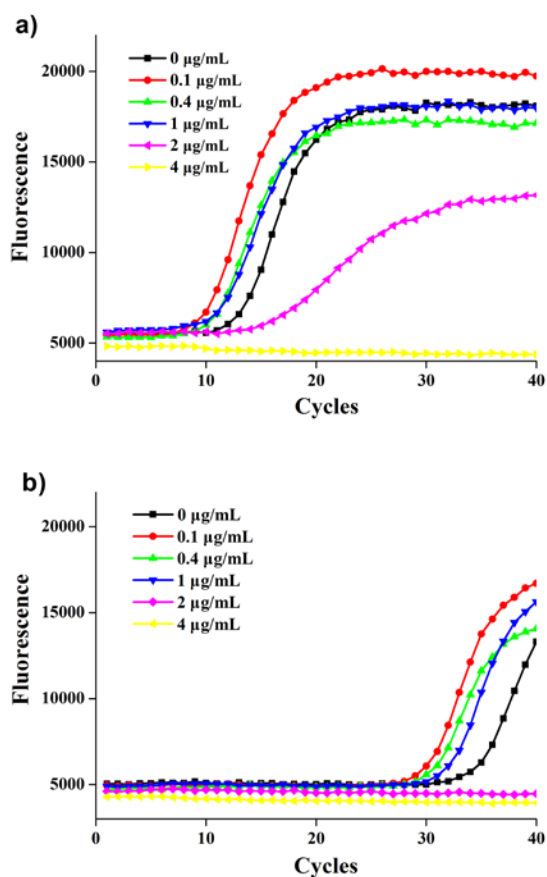 a)
20000
15000
10000
5000
Fluorescence
0 µg/mL
0.1 µg/mL
0.4 µg/mL
1 µg/mL
2 µg/mL
4 µg/mL
0 10 20 30 40
Cycles
b)
20000
15000
10000
5000
Fluorescence
0 µg/mL
0.1 µg/mL
0.4 µg/mL
1 µg/mL
2 µg/mL
4 µg/mL
0 10 20 30 40
Cycles